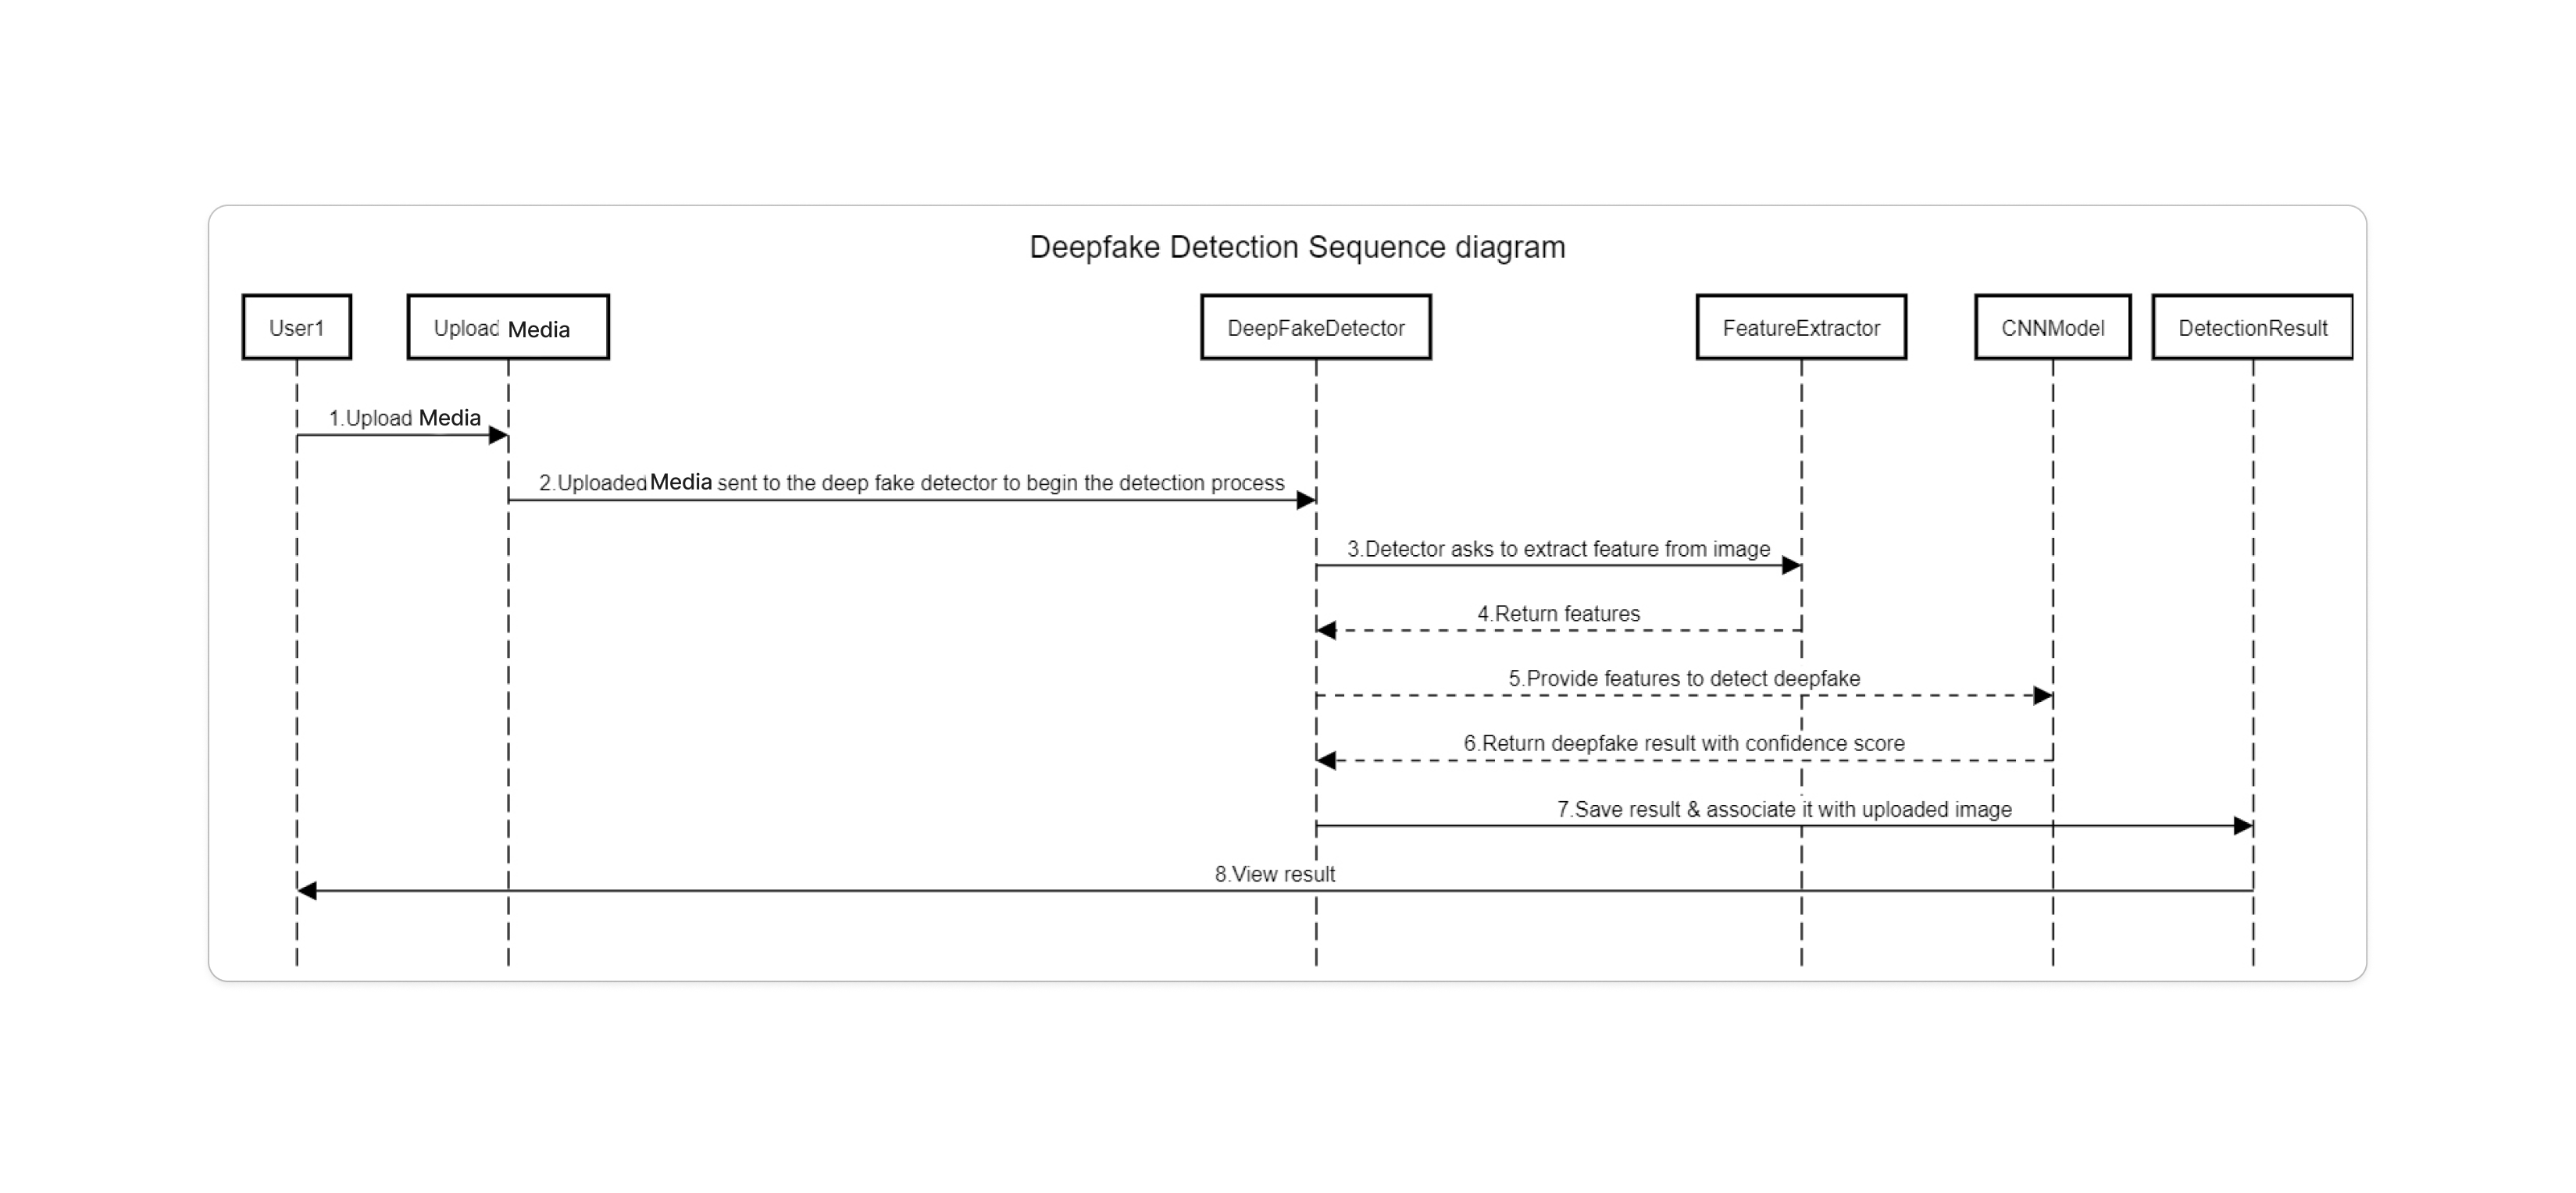 Deepfake Detection Sequence diagram
User1
Upload Media
DeepFakeDetector
FeatureExtractor
CNNModel
DetectionResult
1.Upload Media
2.Uploaded Media sent to the deep fake detector to begin the detection process
3.Detector asks to extract feature from image
4.Return features
5.Provide features to detect deepfake
6.Return deepfake result with confidence score
7.Save result & associate it with uploaded image
8.View result